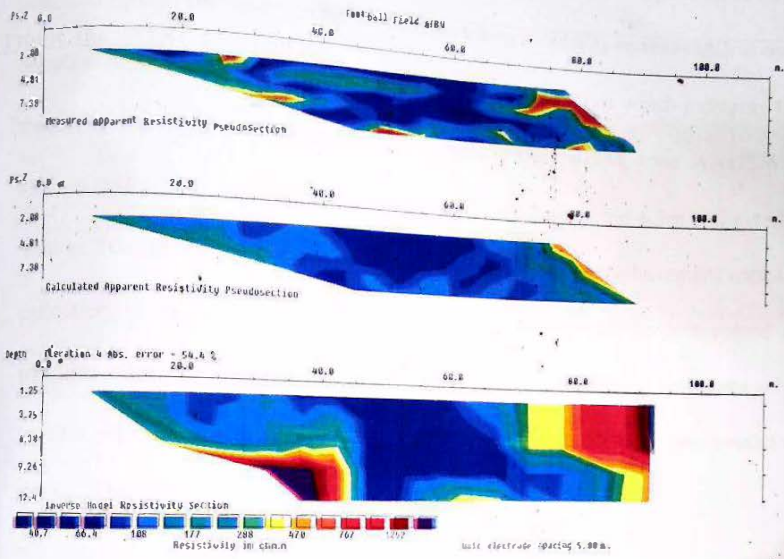 Ps.Z 0.0 20.0 40.0 60.0 80.0 100.0 m.
Football Field
2.08
4.81
7.38
Measured Apparent Resistivity Pseudosection
Ps.Z 0.0 20.0 40.0 60.0 80.0 100.0 m.
2.08
4.81
7.38
Calculated Apparent Resistivity Pseudosection
Depth Iteration 4 Abs. error = 54.4 %
0.0 20.0 40.0 60.0 80.0 100.0 m.
1.25
3.75
6.38
9.26
12.4
Inverse Model Resistivity Section
40.7 66.4 108 177 288 470 767 1252
Resistivity in ohm.m
Unit electrode spacing 5.00 m.